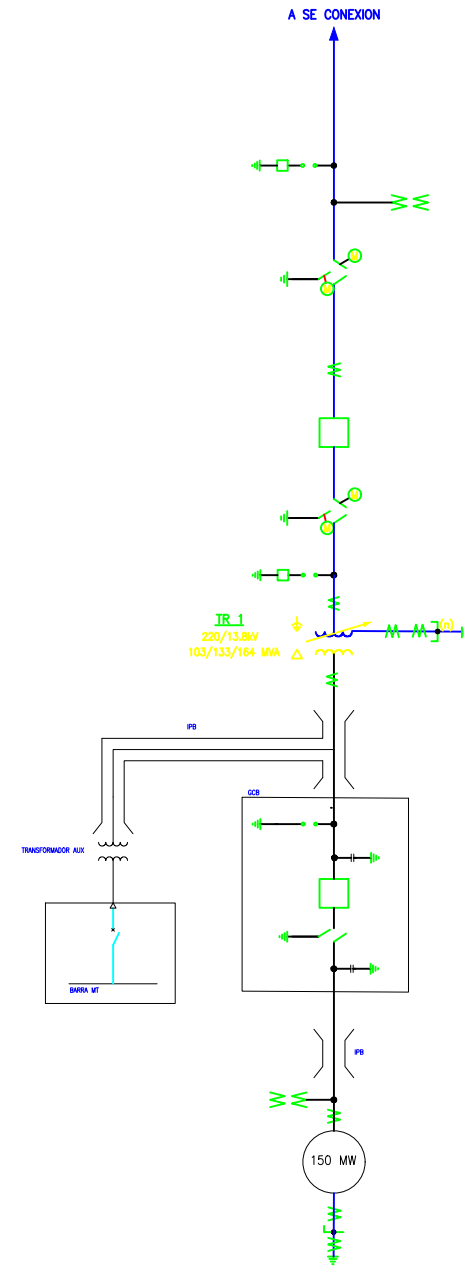 A SE CONEXION
M
M
M
M
TR 1
220/13.8kV
103/133/164 MVA
(n)
IPB
GCB
TRANSFORMADOR AUX
BARRA MT
IPB
150 MW